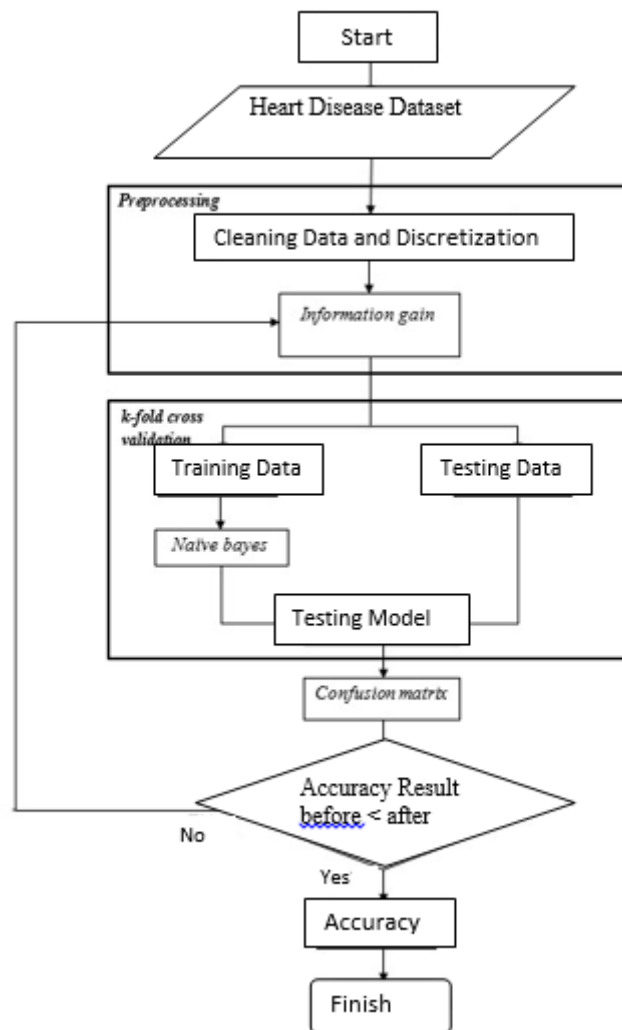 Start
Heart Disease Dataset
Preprocessing
Cleaning Data and Discretization
Information gain
k-fold cross
validation
Training Data
Testing Data
Naïve bayes
Testing Model
Confusion matrix
Accuracy Result
before < after
No
Yes
Accuracy
Finish